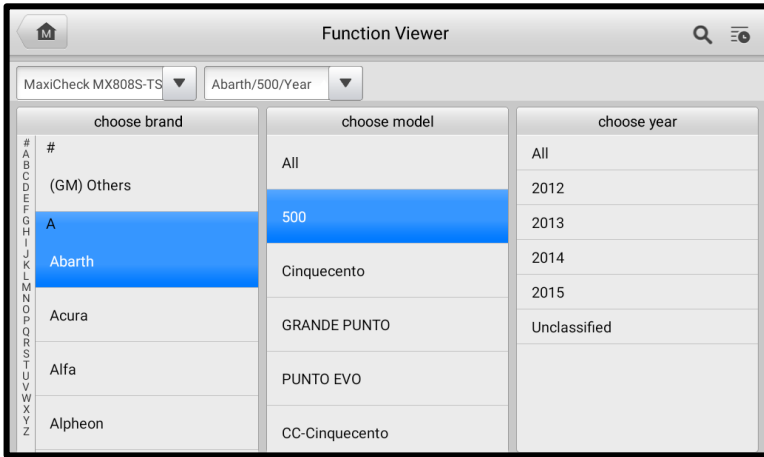 M
Function Viewer
MaxiCheck MX808S-TS
Abarth/500/Year
choose brand
#
A
B
C
D
E
F
G
H
I
J
K
L
M
N
O
P
Q
R
S
T
U
V
W
X
Y
Z
#
(GM) Others
A
Abarth
Acura
Alfa
Alpheon
choose model
All
500
Cinquecento
GRANDE PUNTO
PUNTO EVO
CC-Cinquecento
choose year
All
2012
2013
2014
2015
Unclassified